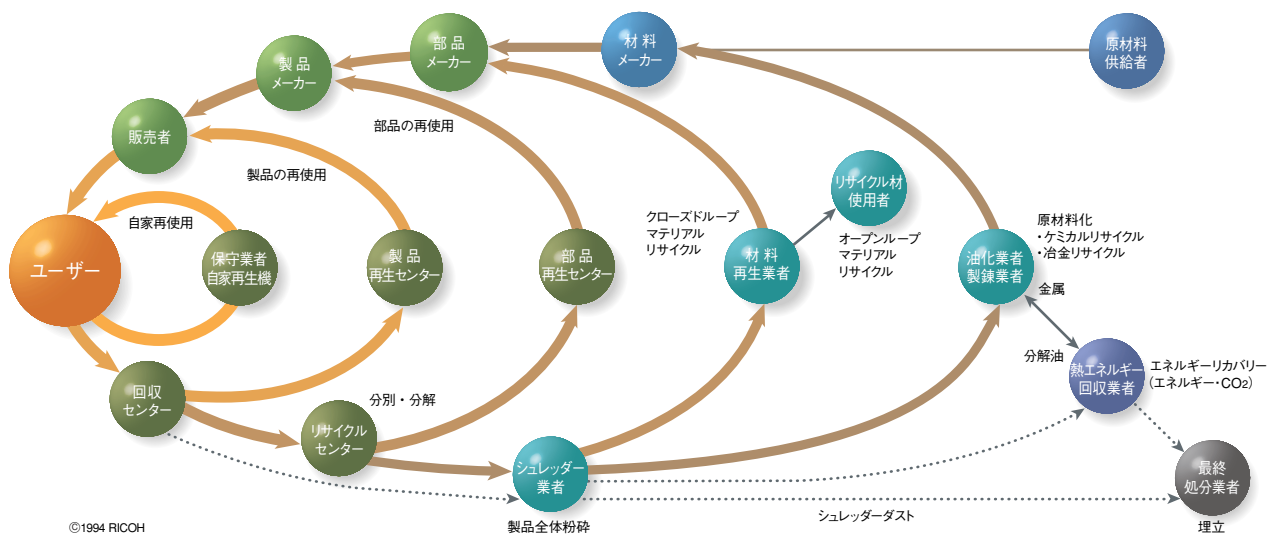 原材料
供給者
材 料
メーカー
部 品
メーカー
製 品
メーカー
販売者
部品の再使用
製品の再使用
自家再使用
ユーザー
保守業者
自家再生機
製 品
再生センター
部 品
再生センター
クローズドループ
マテリアル
リサイクル
材 料
再生業者
リサイクル材
使用者
オープンループ
マテリアル
リサイクル
油化業者
製錬業者
原材料化
・ケミカルリサイクル
・冶金リサイクル
金属
分解油
熱エネルギー
回収業者
エネルギーリカバリー
（エネルギー・CO2）
回収
センター
分別・分解
リサイクル
センター
シュレッダー
業者
製品全体粉砕
シュレッダーダスト
最終
処分業者
埋立
©1994 RICOH